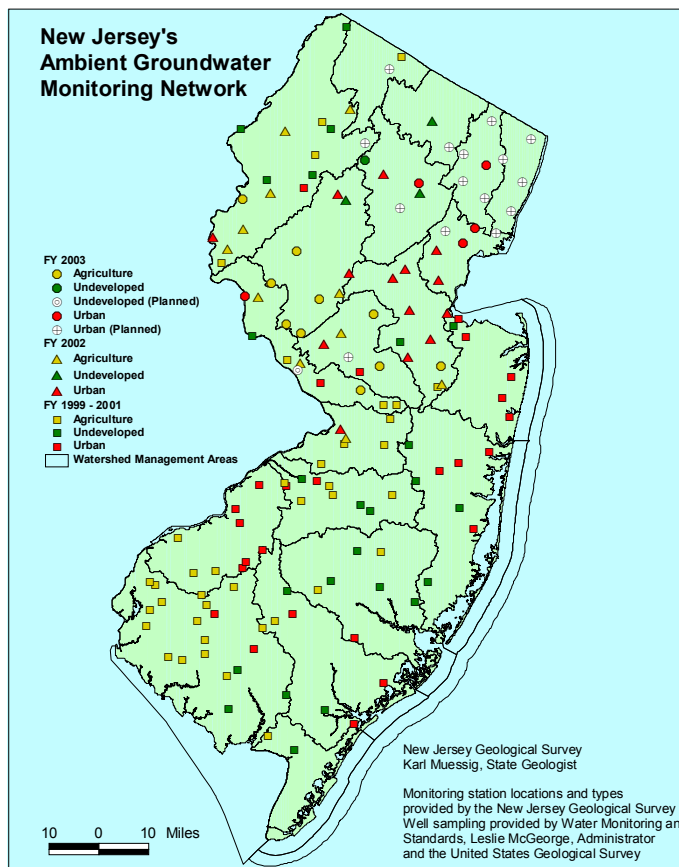 New Jersey's
Ambient Groundwater
Monitoring Network
FY 2003
Agriculture
Undeveloped
Undeveloped (Planned)
Urban
Urban (Planned)
FY 2002
Agriculture
Undeveloped
Urban
FY 1999 - 2001
Agriculture
Undeveloped
Urban
Watershed Management Areas
New Jersey Geological Survey
Karl Muessig, State Geologist
Monitoring station locations and types
provided by the New Jersey Geological Survey
Well sampling provided by Water Monitoring an
Standards, Leslie McGeorge, Administrator
and the United States Geological Survey
10 0 10 Miles